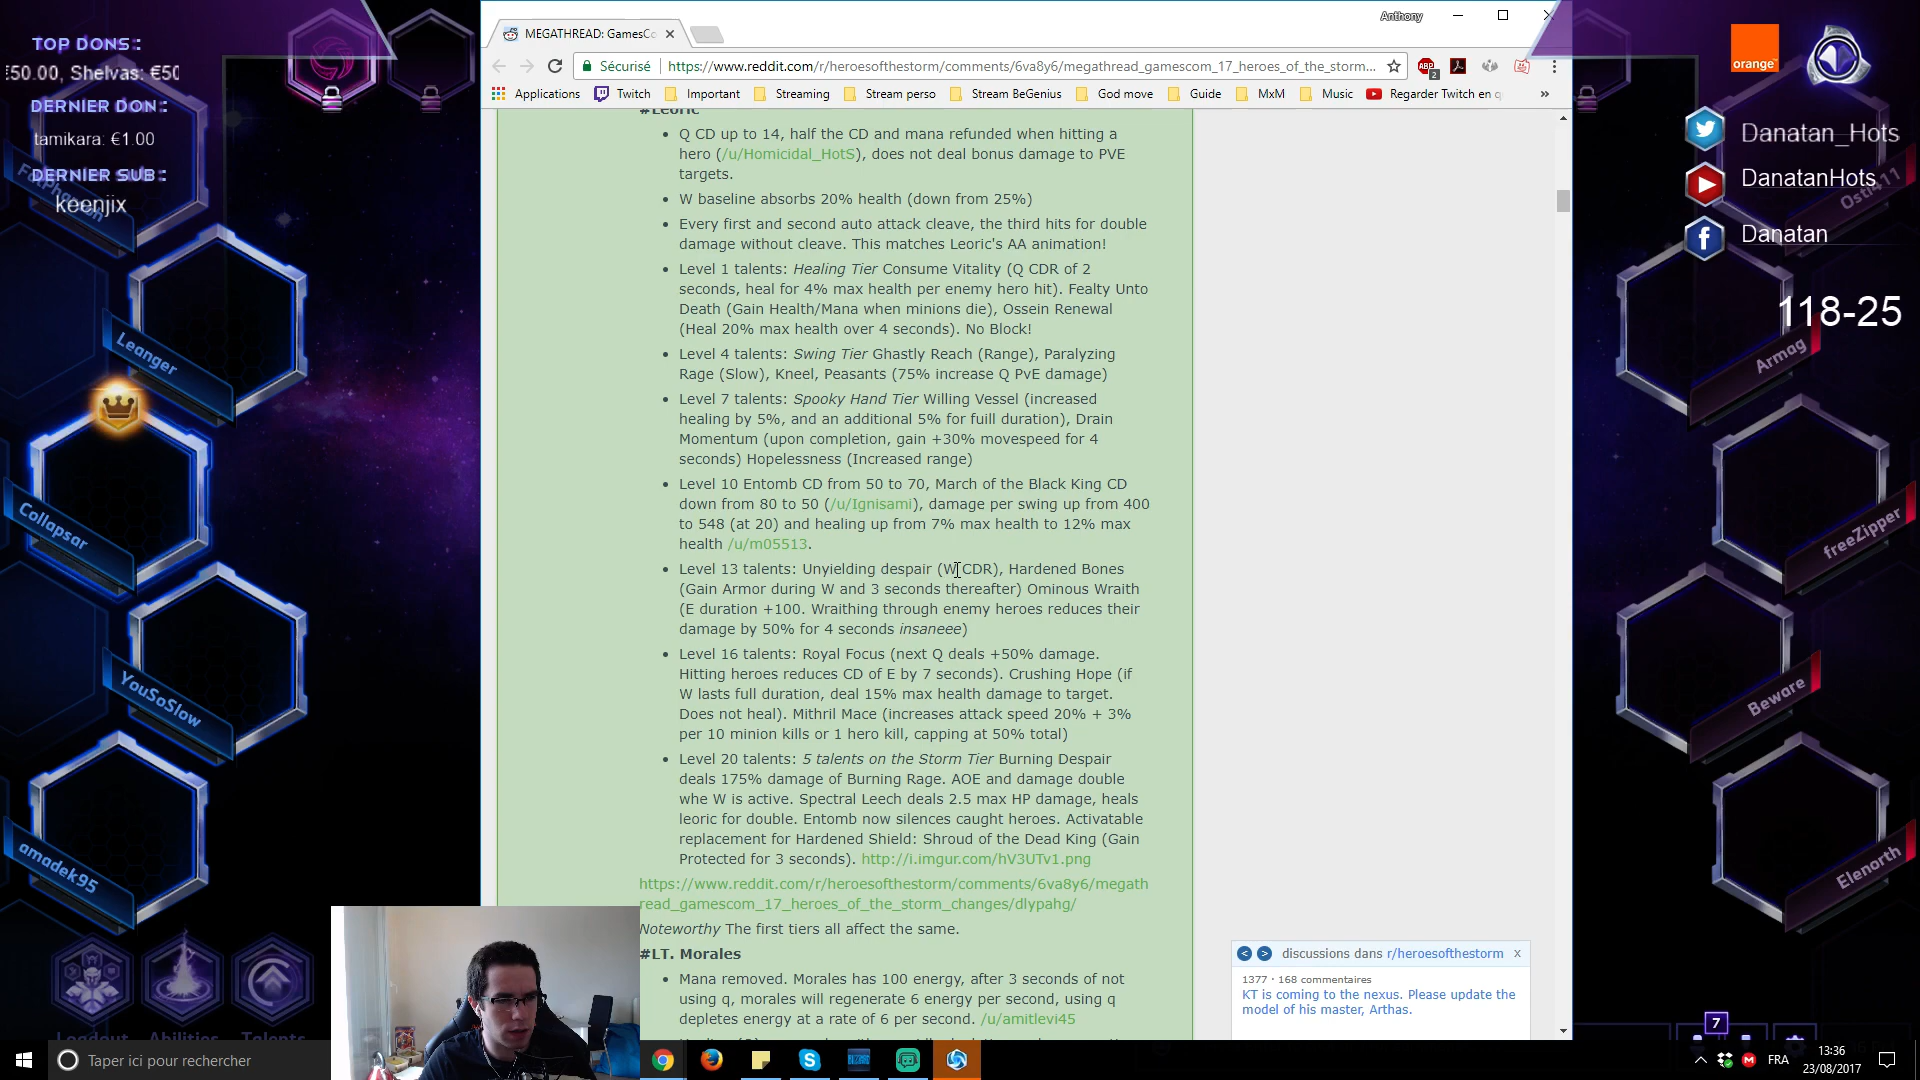 TOP DONS :
€50.00, Shelvas: €50
DERNIER DON :
tamikara: €1.00
DERNIER SUB :
keenjix
Leanger
Collapsar
YouSoSlow
amadek95
Loadout Abilities Talents
Anthony
MEGATHREAD: GamesCo
Sécurisé
https://www.reddit.com/r/heroesofthestorm/comments/6va8y6/megathread_gamescom_17_heroes_of_the_storm...
ABP
2
Applications
Twitch
Important
Streaming
Stream perso
Stream BeGenius
God move
Guide
MxM
Music
Regarder Twitch en q
»
#Leoric
Q CD up to 14, half the CD and mana refunded when hitting a
hero (/u/Homicidal_HotS), does not deal bonus damage to PVE
targets.
W baseline absorbs 20% health (down from 25%)
Every first and second auto attack cleave, the third hits for double
damage without cleave. This matches Leoric's AA animation!
Level 1 talents: Healing Tier Consume Vitality (Q CDR of 2
seconds, heal for 4% max health per enemy hero hit). Fealty Unto
Death (Gain Health/Mana when minions die), Ossein Renewal
(Heal 20% max health over 4 seconds). No Block!
Level 4 talents: Swing Tier Ghastly Reach (Range), Paralyzing
Rage (Slow), Kneel, Peasants (75% increase Q PvE damage)
Level 7 talents: Spooky Hand Tier Willing Vessel (increased
healing by 5%, and an additional 5% for fuill duration), Drain
Momentum (upon completion, gain +30% movespeed for 4
seconds) Hopelessness (Increased range)
Level 10 Entomb CD from 50 to 70, March of the Black King CD
down from 80 to 50 (/u/Ignisami), damage per swing up from 400
to 548 (at 20) and healing up from 7% max health to 12% max
health /u/m05513.
Level 13 talents: Unyielding despair (W CDR), Hardened Bones
(Gain Armor during W and 3 seconds thereafter) Ominous Wraith
(E duration +100. Wraithing through enemy heroes reduces their
damage by 50% for 4 seconds insaneee)
Level 16 talents: Royal Focus (next Q deals +50% damage.
Hitting heroes reduces CD of E by 7 seconds). Crushing Hope (if
W lasts full duration, deal 15% max health damage to target.
Does not heal). Mithril Mace (increases attack speed 20% + 3%
per 10 minion kills or 1 hero kill, capping at 50% total)
Level 20 talents: 5 talents on the Storm Tier Burning Despair
deals 175% damage of Burning Rage. AOE and damage double
whe W is active. Spectral Leech deals 2.5 max HP damage, heals
leoric for double. Entomb now silences caught heroes. Activatable
replacement for Hardened Shield: Shroud of the Dead King (Gain
Protected for 3 seconds). http://i.imgur.com/hV3UTv1.png
https://www.reddit.com/r/heroesofthestorm/comments/6va8y6/megath
read_gamescom_17_heroes_of_the_storm_changes/dlypahg/
Noteworthy The first tiers all affect the same.
#LT. Morales
Mana removed. Morales has 100 energy, after 3 seconds of not
using q, morales will regenerate 6 energy per second, using q
depletes energy at a rate of 6 per second. /u/amitlevi45
discussions dans r/heroesofthestorm
x
1377 · 168 commentaires
KT is coming to the nexus. Please update the
model of his master, Arthas.
orange
Danatan_Hots
DanatanHots
Osti411
Danatan
118-25
Armag
freeZipper
Beware
Elenorth
7
Taper ici pour rechercher
FRA
13:36
23/08/2017